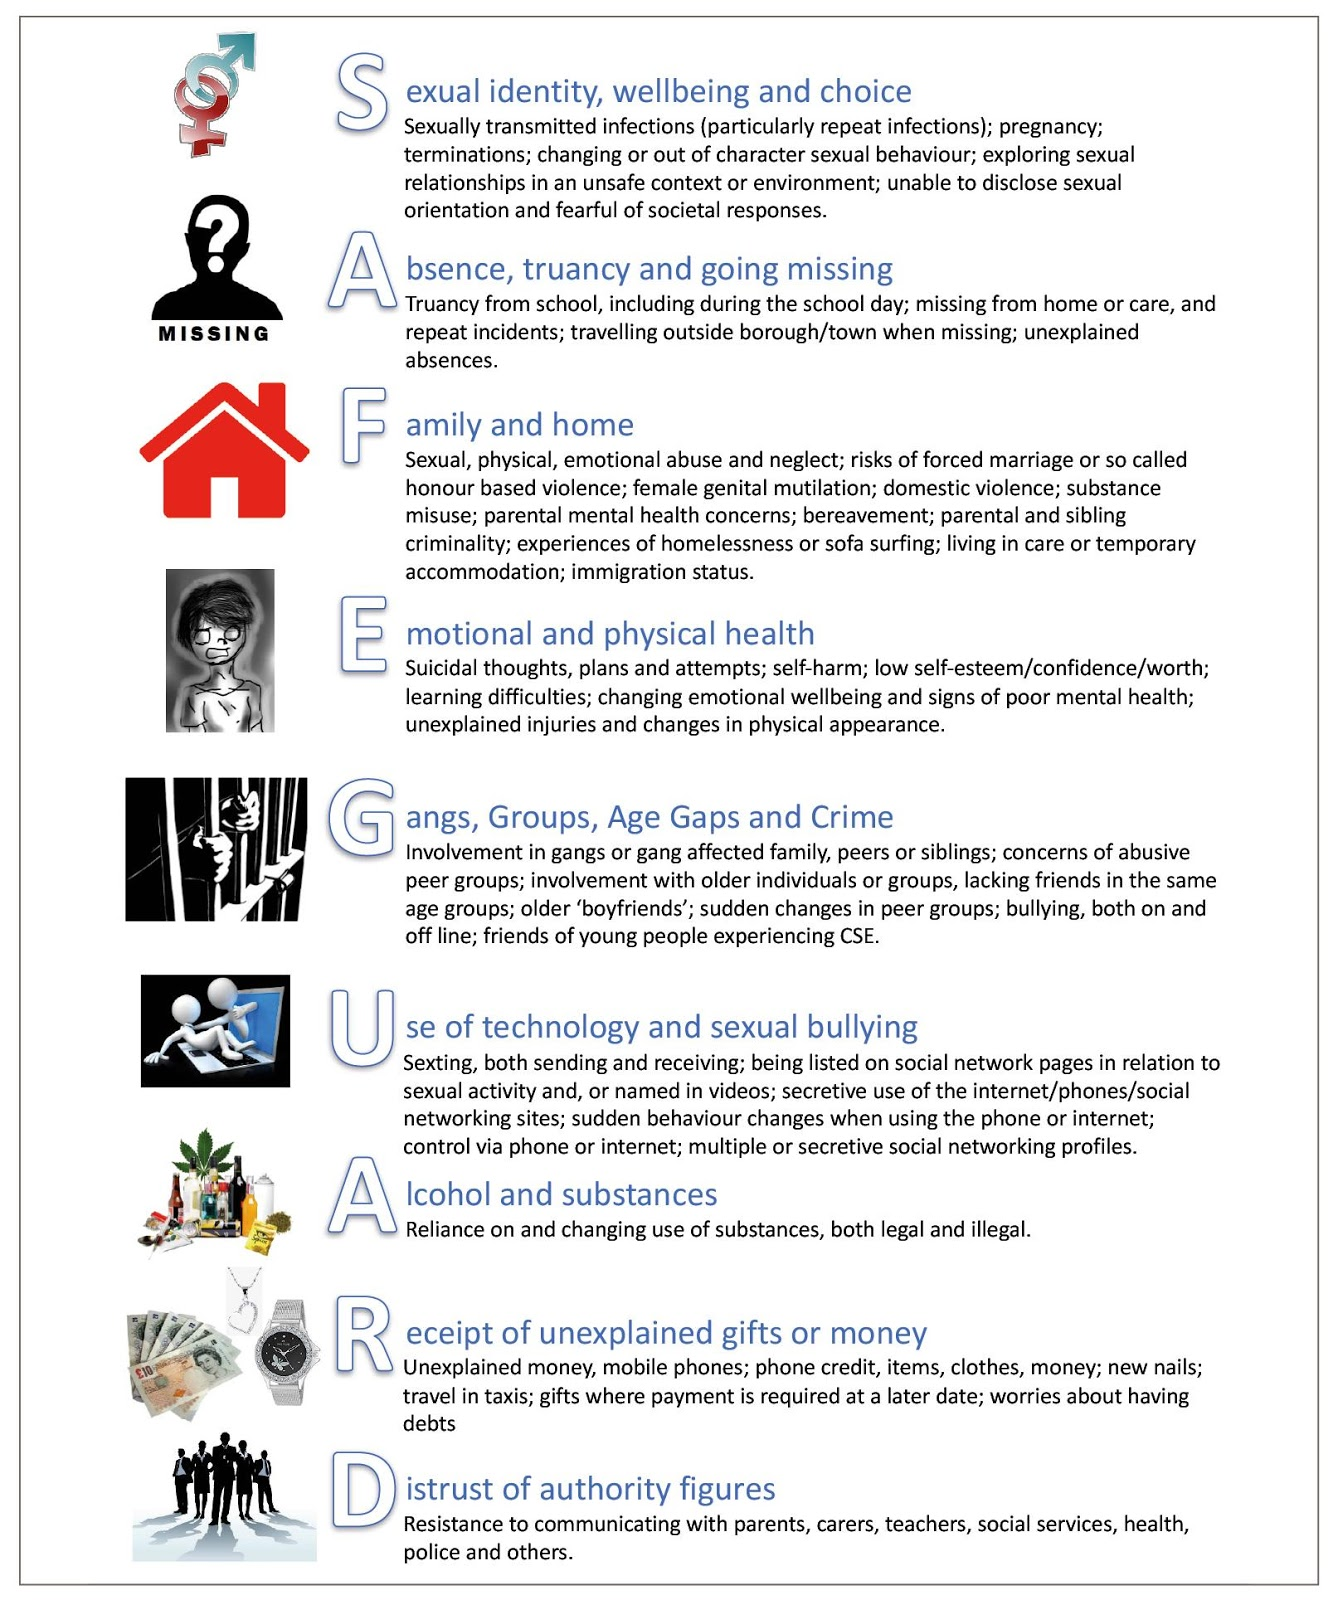 Sexual identity, wellbeing and choice
Sexually transmitted infections (particularly repeat infections); pregnancy;
terminations; changing or out of character sexual behaviour; exploring sexual
relationships in an unsafe context or environment; unable to disclose sexual
orientation and fearful of societal responses.
?
MISSING
Absence, truancy and going missing
Truancy from school, including during the school day; missing from home or care, and
repeat incidents; travelling outside borough/town when missing; unexplained
absences.
Family and home
Sexual, physical, emotional abuse and neglect; risks of forced marriage or so called
honour based violence; female genital mutilation; domestic violence; substance
misuse; parental mental health concerns; bereavement; parental and sibling
criminality; experiences of homelessness or sofa surfing; living in care or temporary
accommodation; immigration status.
Emotional and physical health
Suicidal thoughts, plans and attempts; self-harm; low self-esteem/confidence/worth;
learning difficulties; changing emotional wellbeing and signs of poor mental health;
unexplained injuries and changes in physical appearance.
Gangs, Groups, Age Gaps and Crime
Involvement in gangs or gang affected family, peers or siblings; concerns of abusive
peer groups; involvement with older individuals or groups, lacking friends in the same
age groups; older ‘boyfriends’; sudden changes in peer groups; bullying, both on and
off line; friends of young people experiencing CSE.
Use of technology and sexual bullying
Sexting, both sending and receiving; being listed on social network pages in relation to
sexual activity and, or named in videos; secretive use of the internet/phones/social
networking sites; sudden behaviour changes when using the phone or internet;
control via phone or internet; multiple or secretive social networking profiles.
Alcohol and substances
Reliance on and changing use of substances, both legal and illegal.
£10
Receipt of unexplained gifts or money
Unexplained money, mobile phones; phone credit, items, clothes, money; new nails;
travel in taxis; gifts where payment is required at a later date; worries about having
debts
Distrust of authority figures
Resistance to communicating with parents, carers, teachers, social services, health,
police and others.